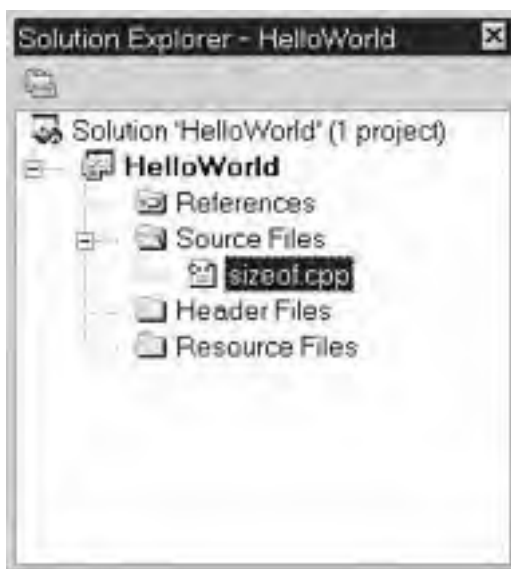 Solution Explorer - HelloWorld
Solution 'HelloWorld' (1 project)
HelloWorld
References
Source Files
sizeof.cpp
Header Files
Resource Files